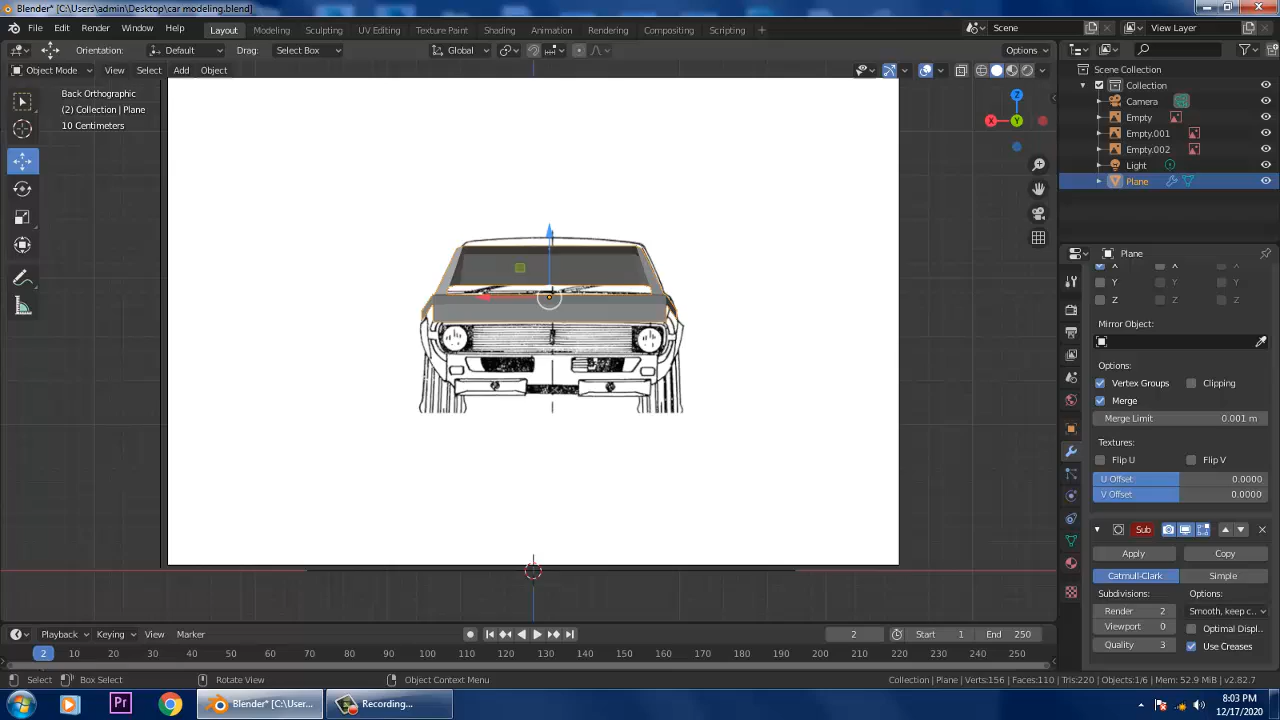 Blender* [C:\Users\admin\Desktop\car modeling.blend]
File Edit Render Window Help Layout Modeling Sculpting UV Editing Texture Paint Shading Animation Rendering Compositing Scripting + Scene View Layer
Orientation: Default Drag: Select Box Global Options
Object Mode View Select Add Object
Scene Collection
Collection
Camera
Empty
Empty.001
Empty.002
Light
Plane
Back Orthographic
(2) Collection | Plane
10 Centimeters
Z
X
Y
Plane
X
Y
Z
Mirror Object:
Options:
Vertex Groups Clipping
Merge
Merge Limit 0.001 m
Textures:
Flip U Flip V
U Offset 0.0000
V Offset 0.0000
Sub
Apply Copy
Catmull-Clark Simple
Subdivisions: Options:
Render 2 Smooth, keep c...
Viewport 0 Optimal Displ..
Quality 3 Use Creases
Playback Keying View Marker 2 Start 1 End 250
2 10 20 30 40 50 60 70 80 90 100 110 120 130 140 150 160 170 180 190 200 210 220 230 240 250
Select Box Select Rotate View Object Context Menu Collection | Plane | Verts:156 | Faces:110 | Tris:220 | Objects:1/6 | Mem: 52.9 MiB | v2.82.7
Pr Blender* [C:\User... Recording...
8:03 PM
12/17/2020